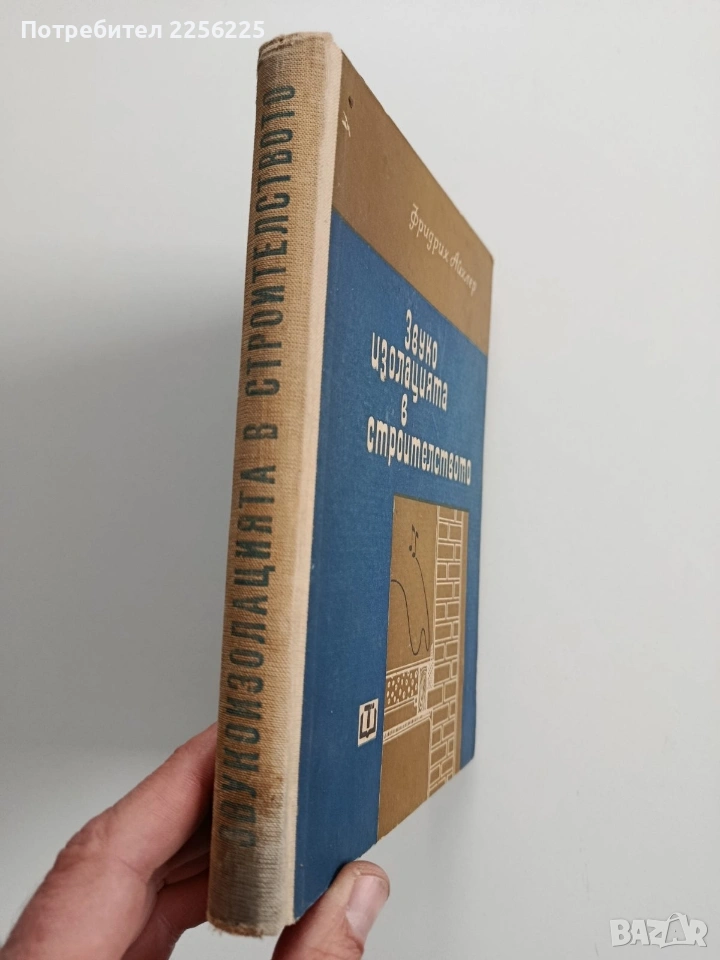 Потребител 2256225
ЗВУКОИЗОЛАЦИЯТА В СТРОИТЕЛСТВОТО
Фридрих Айхлер
Звуко
изолацията
в
строителството
Т
BAZAR